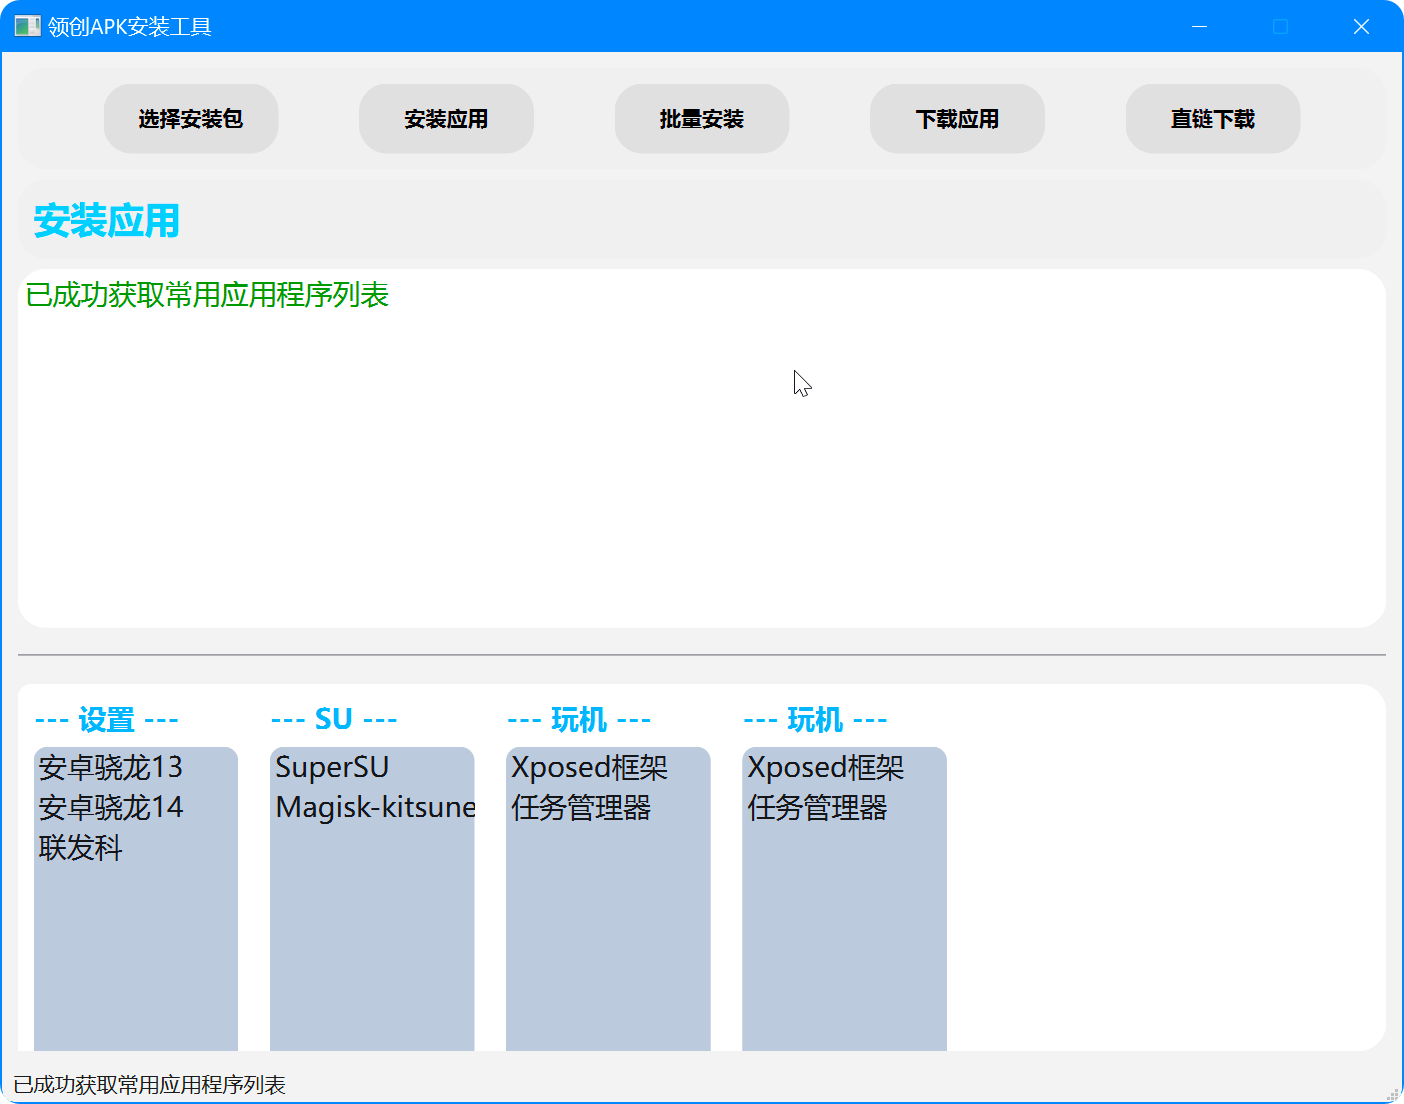 领创APK安装工具
选择安装包 安装应用 批量安装 下载应用 直链下载
安装应用
已成功获取常用应用程序列表
--- 设置 ---
安卓骁龙13
安卓骁龙14
联发科
--- SU ---
SuperSU
Magisk-kitsune
--- 玩机 ---
Xposed框架
任务管理器
--- 玩机 ---
Xposed框架
任务管理器
已成功获取常用应用程序列表